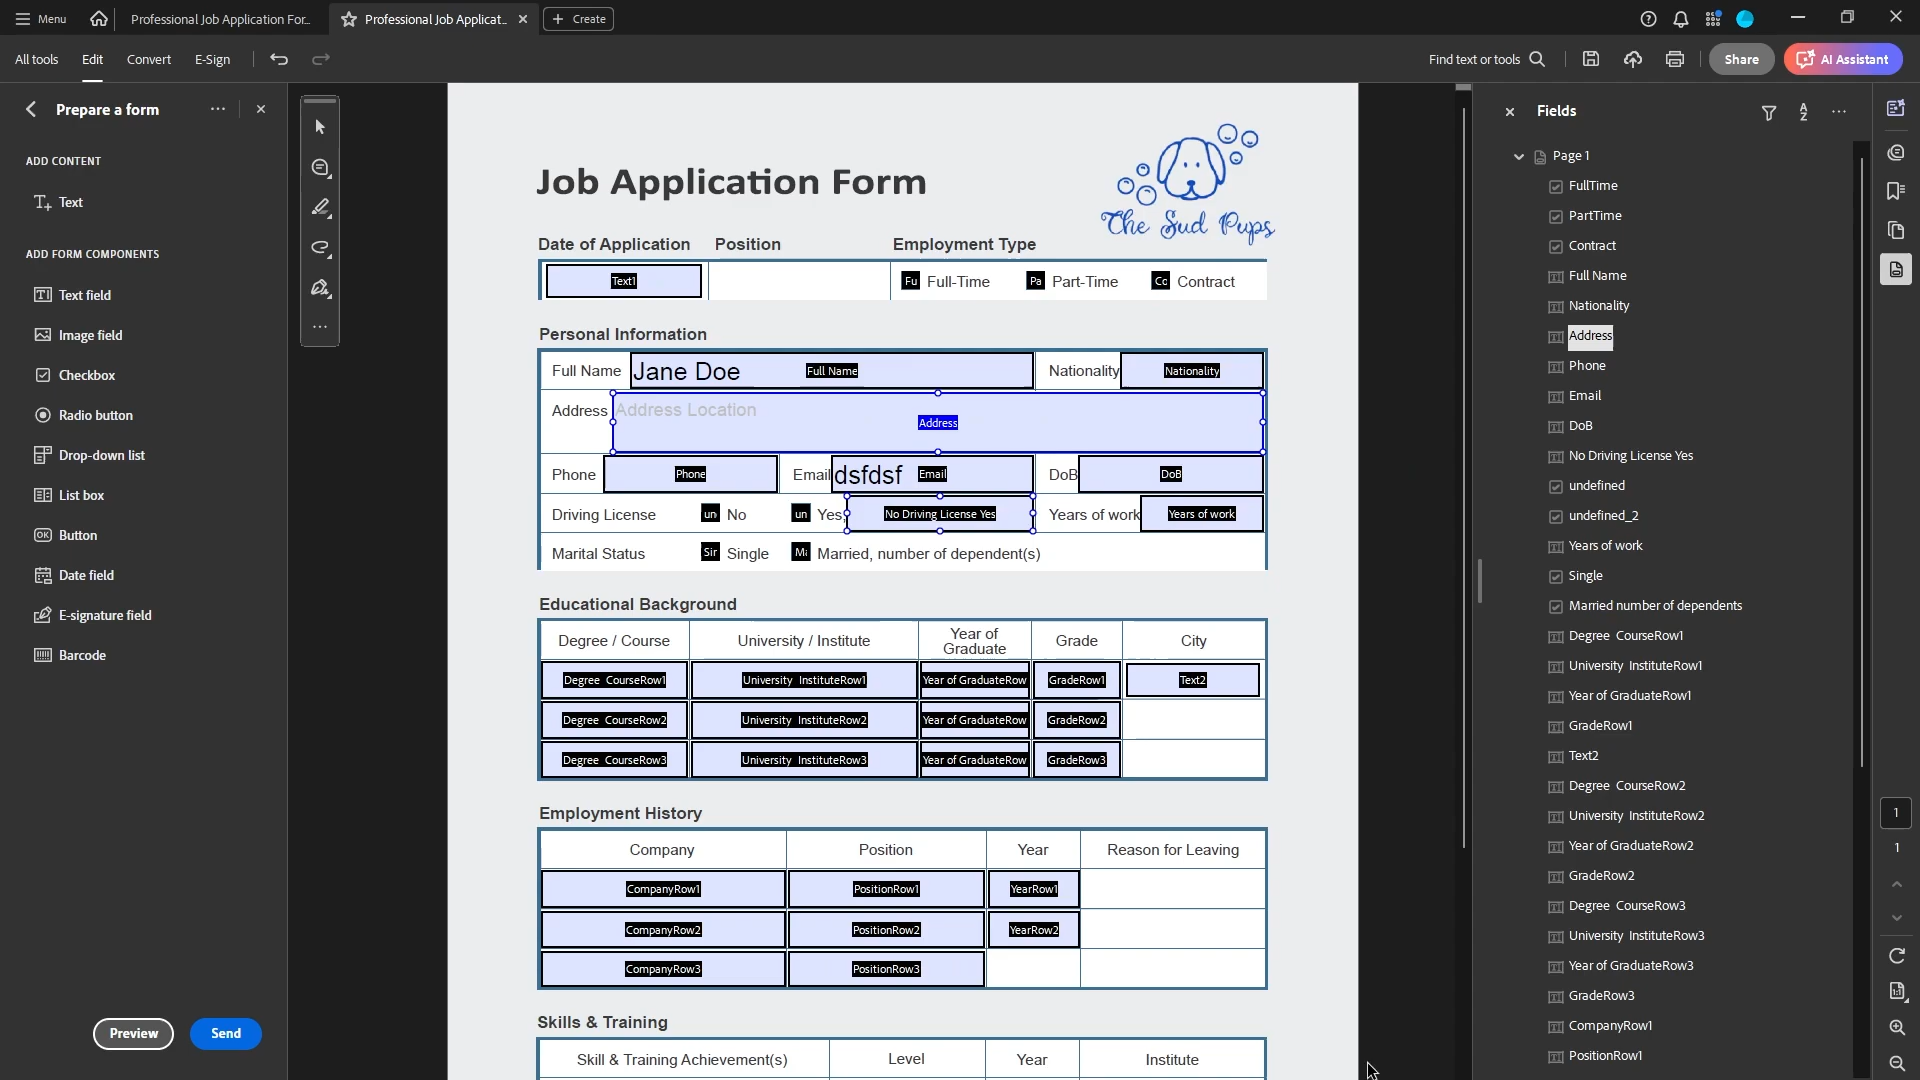 Menu
Professional Job Application For...
Professional Job Applicat..
Create
All tools
Edit
Convert
E-Sign
Find text or tools
Share
AI Assistant
Prepare a form
ADD CONTENT
Text
ADD FORM COMPONENTS
Text field
Image field
Checkbox
Radio button
Drop-down list
List box
Button
Date field
E-signature field
Barcode
Preview
Send
Job Application Form
The Sud Pups
Date of Application Position Employment Type
Text1
Fu Full-Time Pa Part-Time Co Contract
Personal Information
Full Name Jane Doe Full Name Nationality Nationality
Address Address Location
Address
Phone Phone Email dsfdsf Email DoB DoB
Driving License un No un Yes, No Driving License Yes Years of work Years of work
Marital Status Sir Single Ma Married, number of dependent(s)
Educational Background
Degree / Course University / Institute Year of Graduate Grade City
Degree CourseRow1 University InstituteRow1 Year of GraduateRow GradeRow1 Text2
Degree CourseRow2 University InstituteRow2 Year of GraduateRow GradeRow2
Degree CourseRow3 University InstituteRow3 Year of GraduateRow GradeRow3
Employment History
Company Position Year Reason for Leaving
CompanyRow1 PositionRow1 YearRow1
CompanyRow2 PositionRow2 YearRow2
CompanyRow3 PositionRow3
Skills & Training
Skill & Training Achievement(s) Level Year Institute
Fields
Page 1
FullTime
PartTime
Contract
Full Name
Nationality
Address
Phone
Email
DoB
No Driving License Yes
undefined
undefined_2
Years of work
Single
Married number of dependents
Degree CourseRow1
University InstituteRow1
Year of GraduateRow1
GradeRow1
Text2
Degree CourseRow2
University InstituteRow2
Year of GraduateRow2
GradeRow2
Degree CourseRow3
University InstituteRow3
Year of GraduateRow3
GradeRow3
CompanyRow1
PositionRow1
1
1